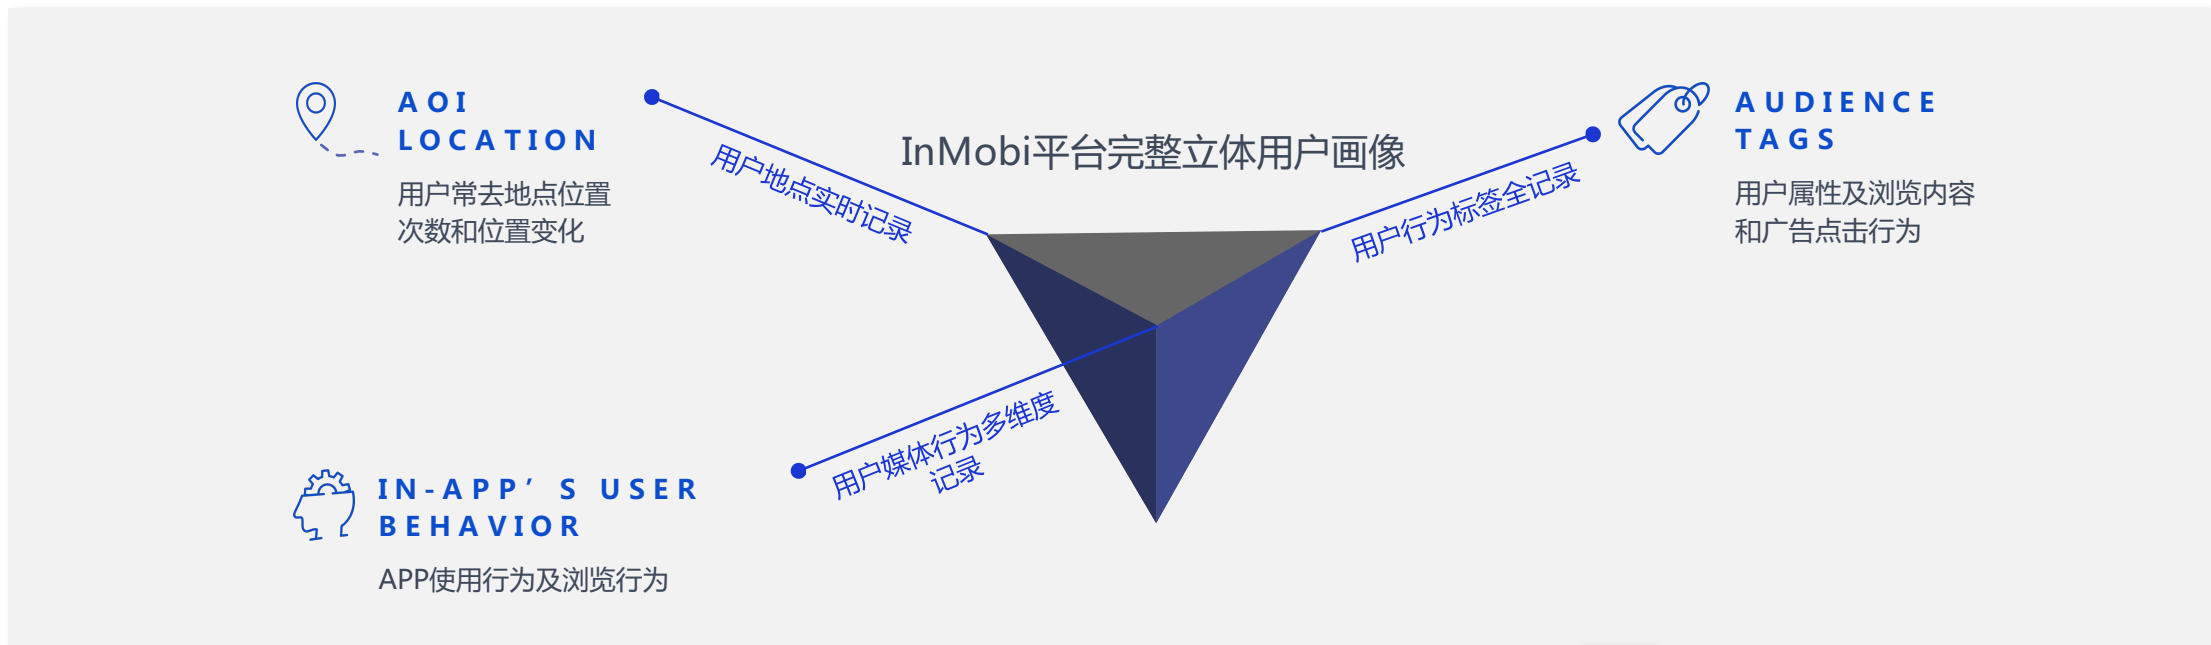 InMobi平台完整立体用户画像
AOI
LOCATION
用户常去地点位置
次数和位置变化
用户地点实时记录
用户行为标签全记录
AUDIENCE
TAGS
用户属性及浏览内容
和广告点击行为
用户媒体行为多维度
记录
IN-APP’S USER
BEHAVIOR
APP使用行为及浏览行为